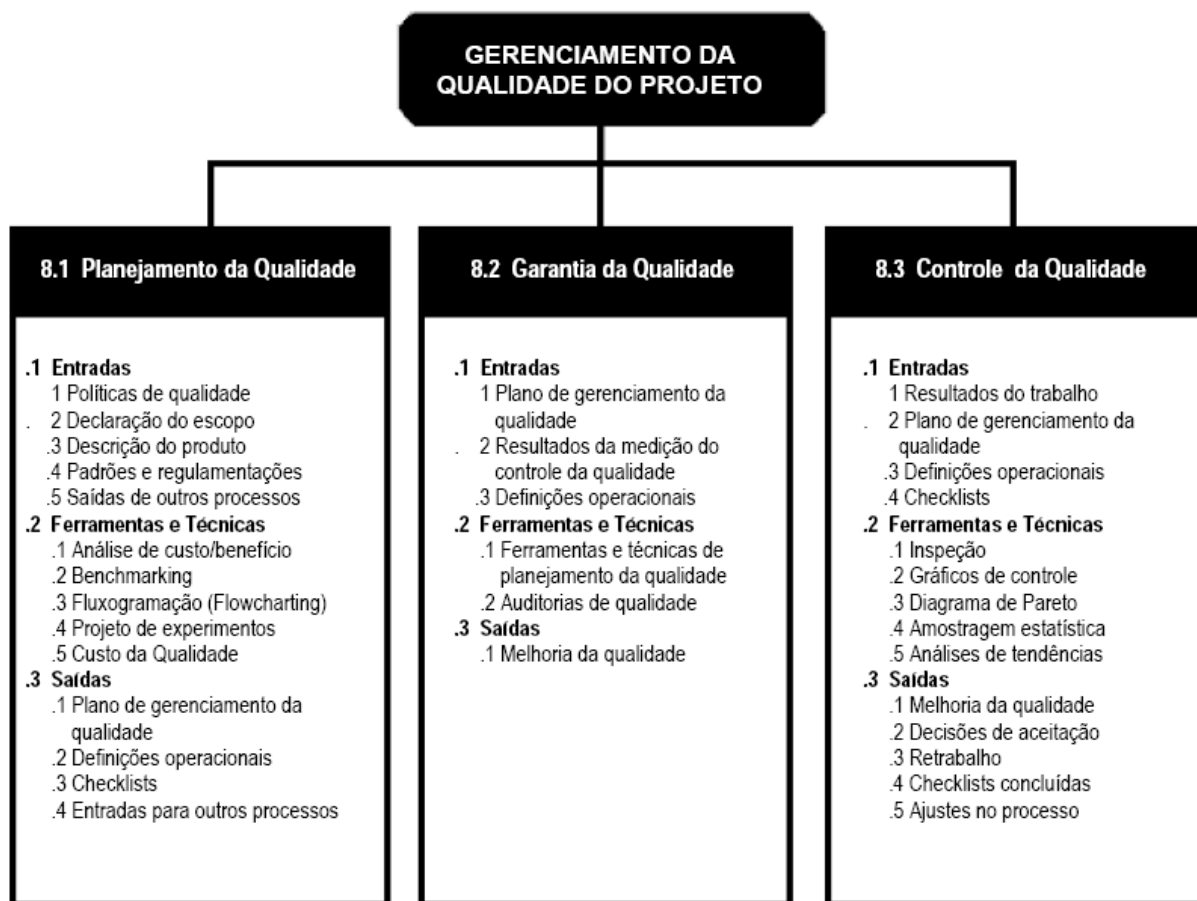 GERENCIAMENTO DA
QUALIDADE DO PROJETO
8.1 Planejamento da Qualidade
.1 Entradas
1 Políticas de qualidade
. 2 Declaração do escopo
.3 Descrição do produto
.4 Padrões e regulamentações
.5 Saídas de outros processos
.2 Ferramentas e Técnicas
.1 Análise de custo/benefício
.2 Benchmarking
.3 Fluxogramação (Flowcharting)
.4 Projeto de experimentos
.5 Custo da Qualidade
.3 Saídas
.1 Plano de gerenciamento da
qualidade
.2 Definições operacionais
.3 Checklists
.4 Entradas para outros processos
8.2 Garantia da Qualidade
.1 Entradas
1 Plano de gerenciamento da
qualidade
. 2 Resultados da medição do
controle da qualidade
.3 Definições operacionais
.2 Ferramentas e Técnicas
.1 Ferramentas e técnicas de
planejamento da qualidade
.2 Auditorias de qualidade
.3 Saídas
.1 Melhoria da qualidade
8.3 Controle da Qualidade
.1 Entradas
1 Resultados do trabalho
. 2 Plano de gerenciamento da
qualidade
.3 Definições operacionais
.4 Checklists
.2 Ferramentas e Técnicas
.1 Inspeção
.2 Gráficos de controle
.3 Diagrama de Pareto
.4 Amostragem estatística
.5 Análises de tendências
.3 Saídas
.1 Melhoria da qualidade
.2 Decisões de aceitação
.3 Retrabalho
.4 Checklists concluídas
.5 Ajustes no processo